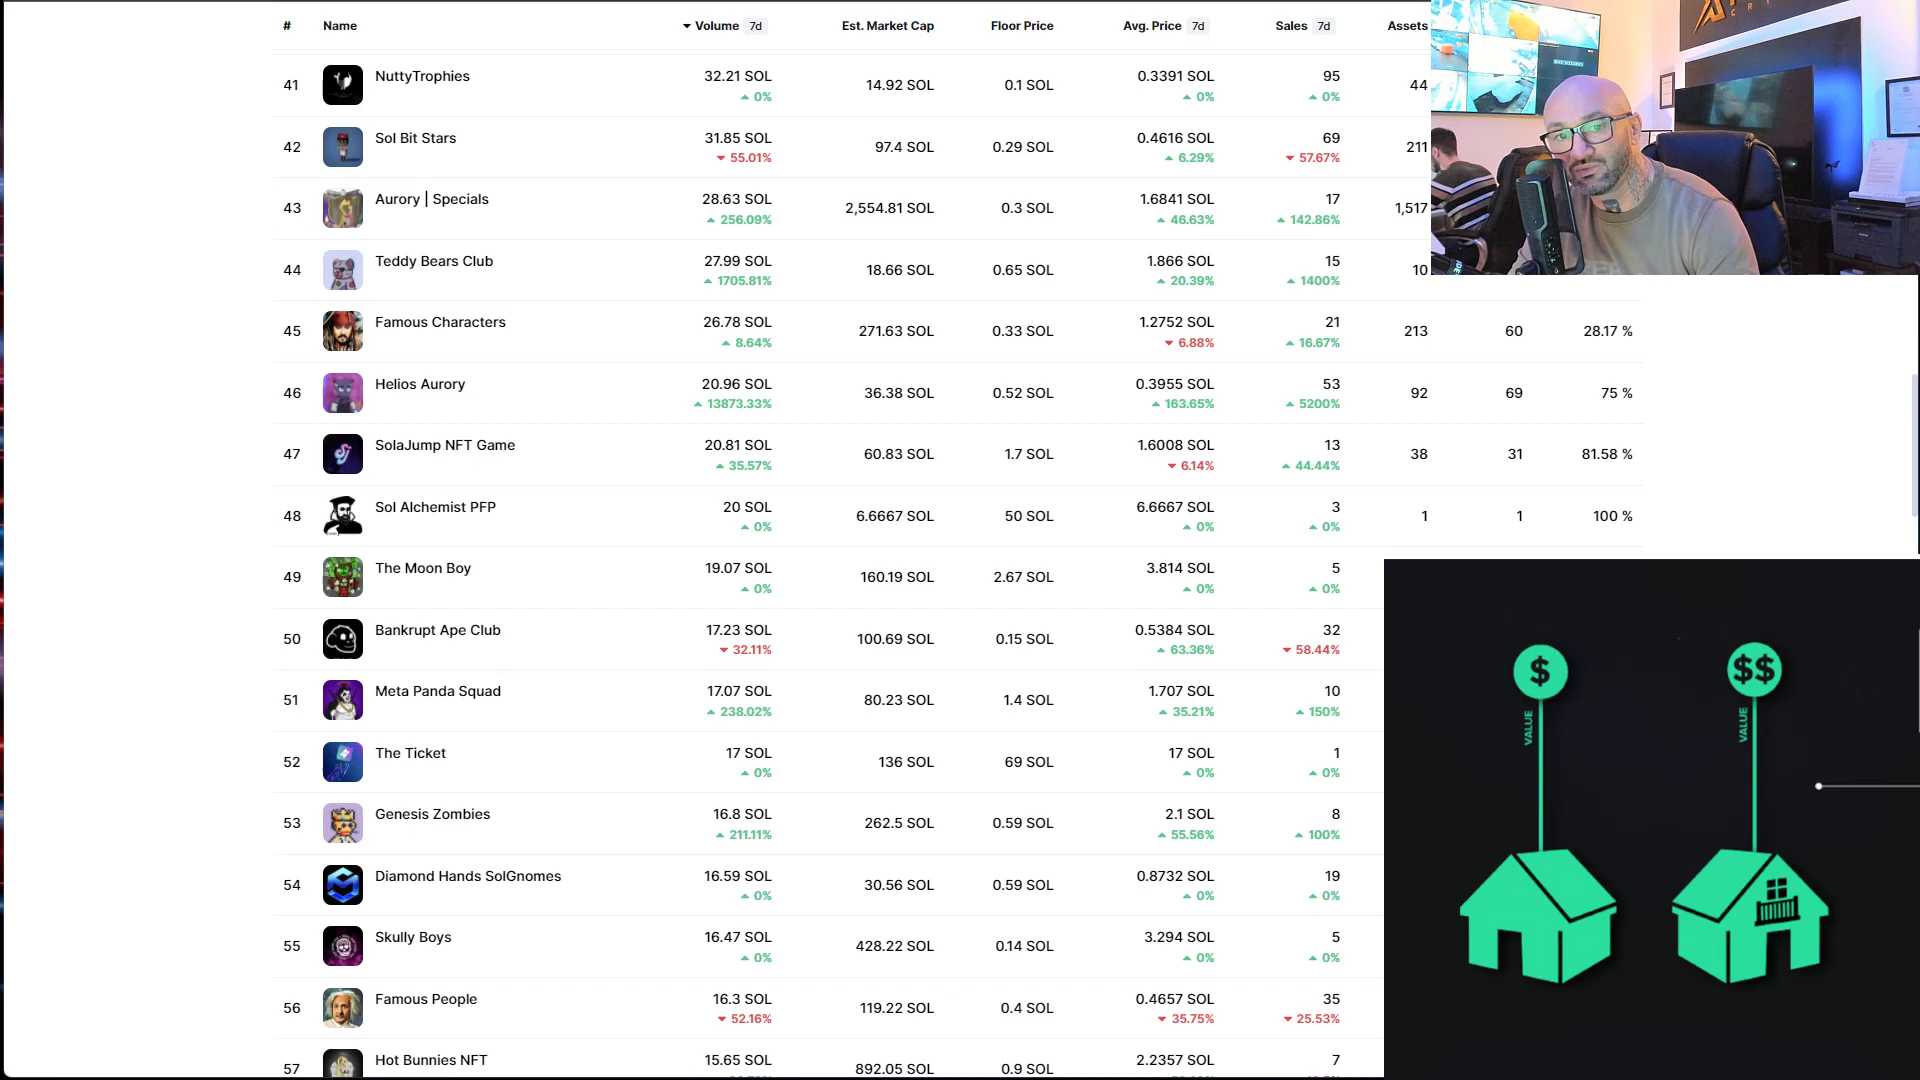 # Name Volume 7d Est. Market Cap Floor Price Avg. Price 7d Sales 7d Assets
41 NuttyTrophies 32.21 SOL 14.92 SOL 0.1 SOL 0.3391 SOL 95 44
0% 0% 0%
42 Sol Bit Stars 31.85 SOL 97.4 SOL 0.29 SOL 0.4616 SOL 69 211
55.01% 6.29% 57.67%
43 Aurory | Specials 28.63 SOL 2,554.81 SOL 0.3 SOL 1.6841 SOL 17 1,517
256.09% 46.63% 142.86%
44 Teddy Bears Club 27.99 SOL 18.66 SOL 0.65 SOL 1.866 SOL 15 10
1705.81% 20.39% 1400%
45 Famous Characters 26.78 SOL 271.63 SOL 0.33 SOL 1.2752 SOL 21 213 60 28.17 %
8.64% 6.88% 16.67%
46 Helios Aurory 20.96 SOL 36.38 SOL 0.52 SOL 0.3955 SOL 53 92 69 75 %
13873.33% 163.65% 5200%
47 SolaJump NFT Game 20.81 SOL 60.83 SOL 1.7 SOL 1.6008 SOL 13 38 31 81.58 %
35.57% 6.14% 44.44%
48 Sol Alchemist PFP 20 SOL 6.6667 SOL 50 SOL 6.6667 SOL 3 1 1 100 %
0% 0% 0%
49 The Moon Boy 19.07 SOL 160.19 SOL 2.67 SOL 3.814 SOL 5
0% 0% 0%
50 Bankrupt Ape Club 17.23 SOL 100.69 SOL 0.15 SOL 0.5384 SOL 32
32.11% 63.36% 58.44%
51 Meta Panda Squad 17.07 SOL 80.23 SOL 1.4 SOL 1.707 SOL 10
238.02% 35.21% 150%
52 The Ticket 17 SOL 136 SOL 69 SOL 17 SOL 1
0% 0% 0%
53 Genesis Zombies 16.8 SOL 262.5 SOL 0.59 SOL 2.1 SOL 8
211.11% 55.56% 100%
54 Diamond Hands SolGnomes 16.59 SOL 30.56 SOL 0.59 SOL 0.8732 SOL 19
0% 0% 0%
55 Skully Boys 16.47 SOL 428.22 SOL 0.14 SOL 3.294 SOL 5
0% 0% 0%
56 Famous People 16.3 SOL 119.22 SOL 0.4 SOL 0.4657 SOL 35
52.16% 35.75% 25.53%
57 Hot Bunnies NFT 15.65 SOL 892.05 SOL 0.9 SOL 2.2357 SOL 7
$ $$
VALUE VALUE